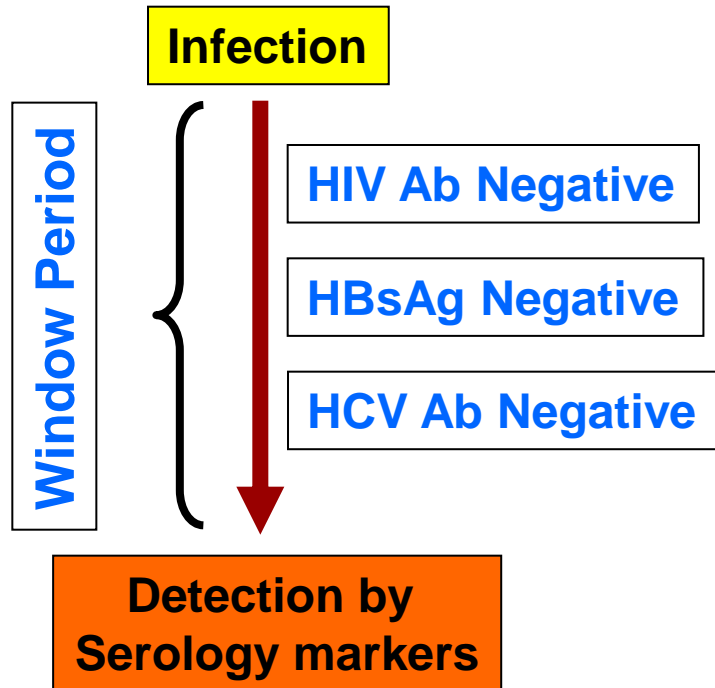 Infection
Window Period
HIV Ab Negative
HBsAg Negative
HCV Ab Negative
Detection by
Serology markers